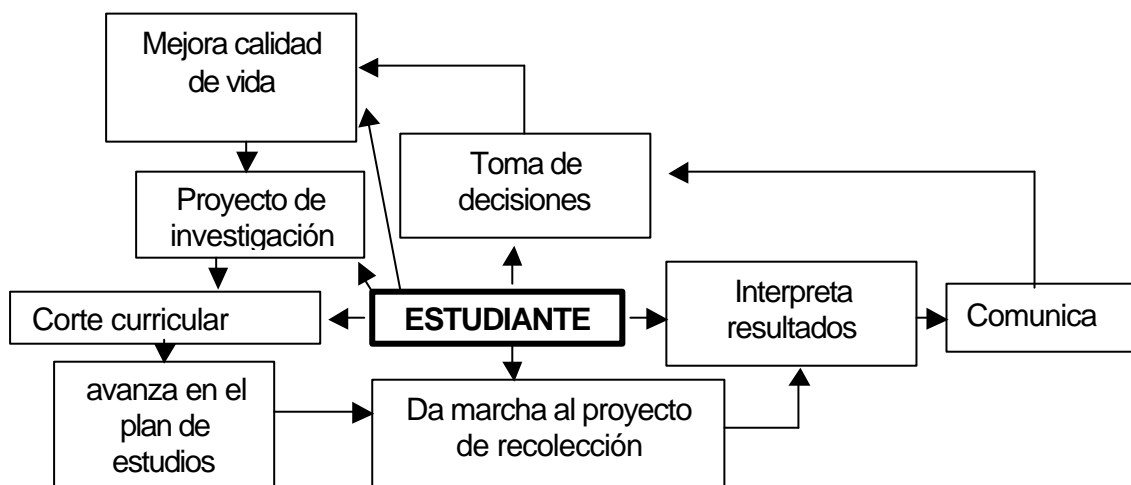 Mejora calidad
de vida
Toma de
decisiones
Proyecto de
investigación
Corte curricular
ESTUDIANTE
Interpreta
resultados
Comunica
avanza en el
plan de
estudios
Da marcha al proyecto
de recolección